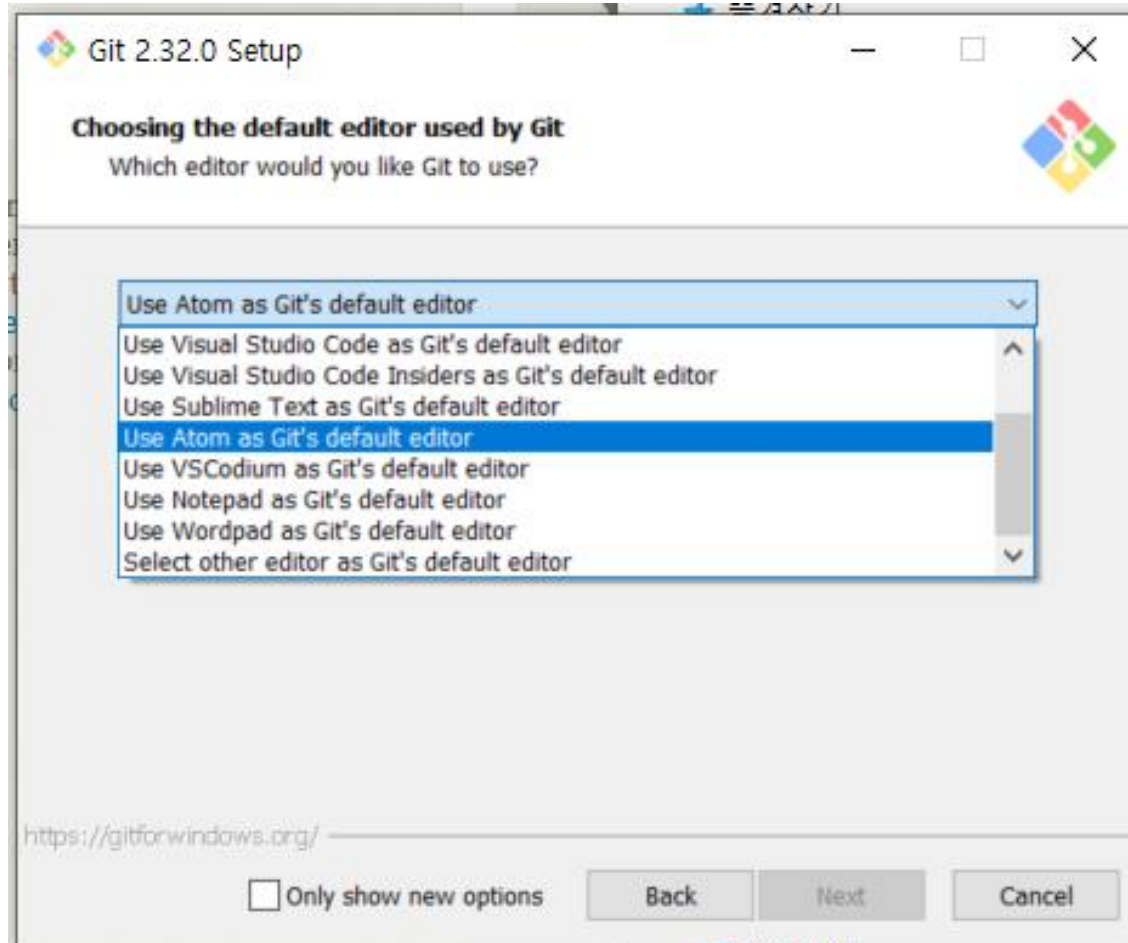 Git 2.32.0 Setup
Choosing the default editor used by Git
Which editor would you like Git to use?
Use Atom as Git's default editor
Use Visual Studio Code as Git's default editor
Use Visual Studio Code Insiders as Git's default editor
Use Sublime Text as Git's default editor
Use Atom as Git's default editor
Use VSCodium as Git's default editor
Use Notepad as Git's default editor
Use Wordpad as Git's default editor
Select other editor as Git's default editor
https://gitforwindows.org/
Only show new options
Back
Next
Cancel